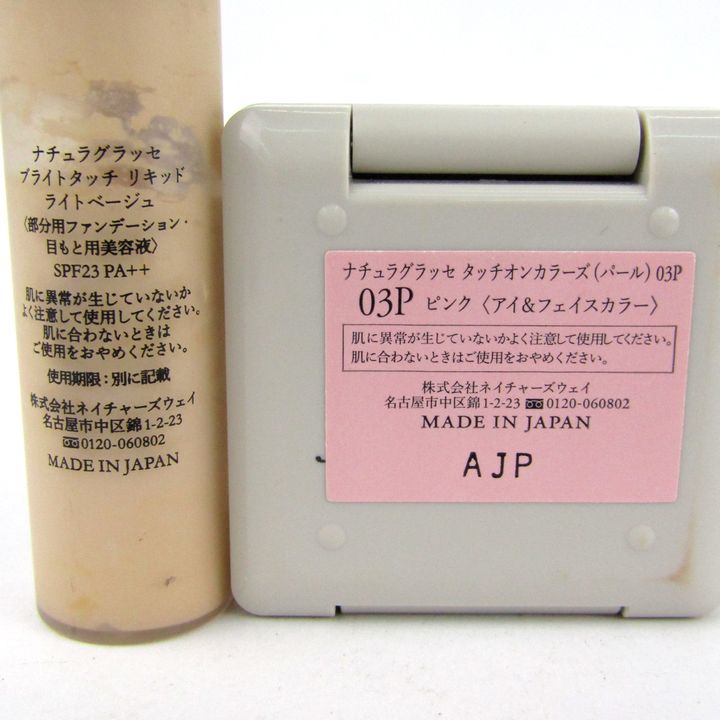 ナチュラグラッセ
ブライトタッチ リキッド
ライトベージュ
〈部分用ファンデーション・
目もと用美容液〉
SPF23 PA++
肌に異常が生じていないか
よく注意して使用してください。
肌に合わないときは
ご使用をおやめください。
使用期限：別に記載
株式会社ネイチャーズウェイ
名古屋市中区錦1-2-23
0120-060802
MADE IN JAPAN
ナチュラグラッセ タッチオンカラーズ（パール）03P
03P ピンク〈アイ&フェイスカラー〉
肌に異常が生じていないかよく注意して使用してください。
肌に合わないときはご使用をおやめください。
株式会社ネイチャーズウェイ
名古屋市中区錦1-2-23 0120-060802
MADE IN JAPAN
AJP